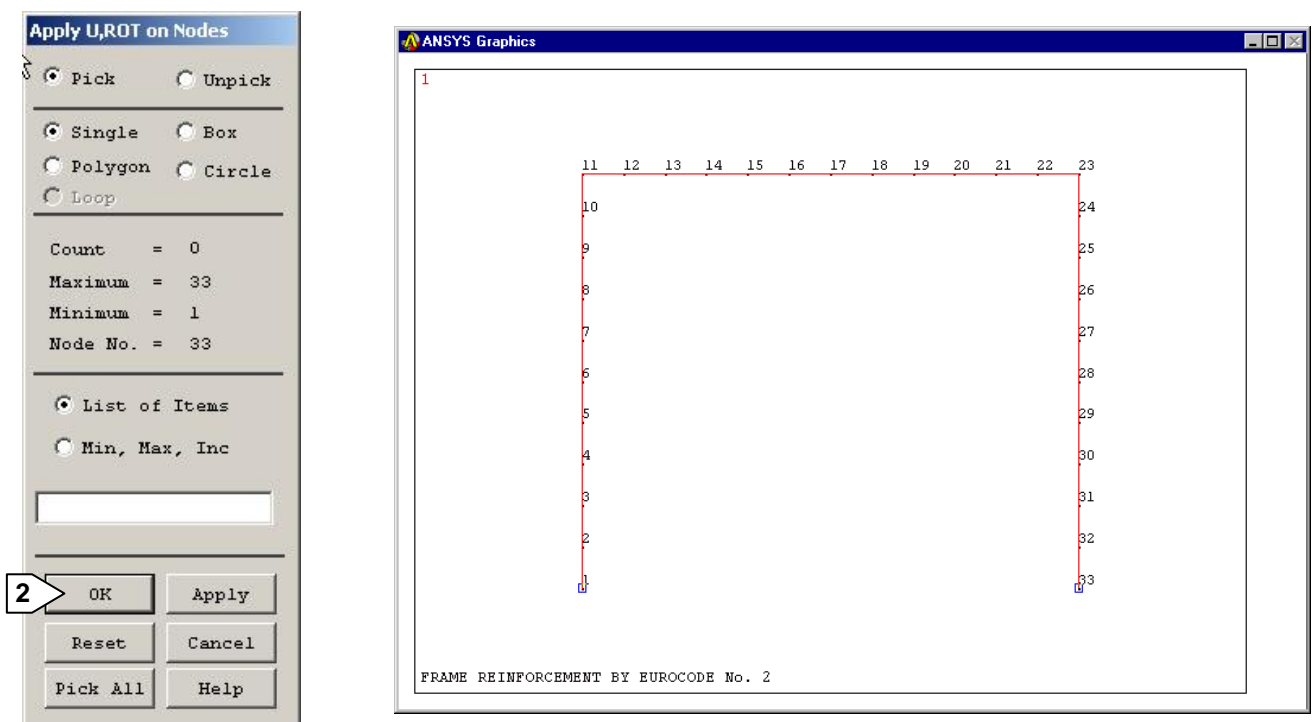 Apply U,ROT on Nodes
Pick Unpick
Single Box
Polygon Circle
Loop
Count = 0
Maximum = 33
Minimum = 1
Node No. = 33
List of Items
Min, Max, Inc
2
OK Apply
Reset Cancel
Pick All Help
ANSYS Graphics
1
11 12 13 14 15 16 17 18 19 20 21 22 23
10 24
9 25
8 26
7 27
6 28
5 29
4 30
3 31
2 32
1 33
FRAME REINFORCEMENT BY EUROCODE No. 2